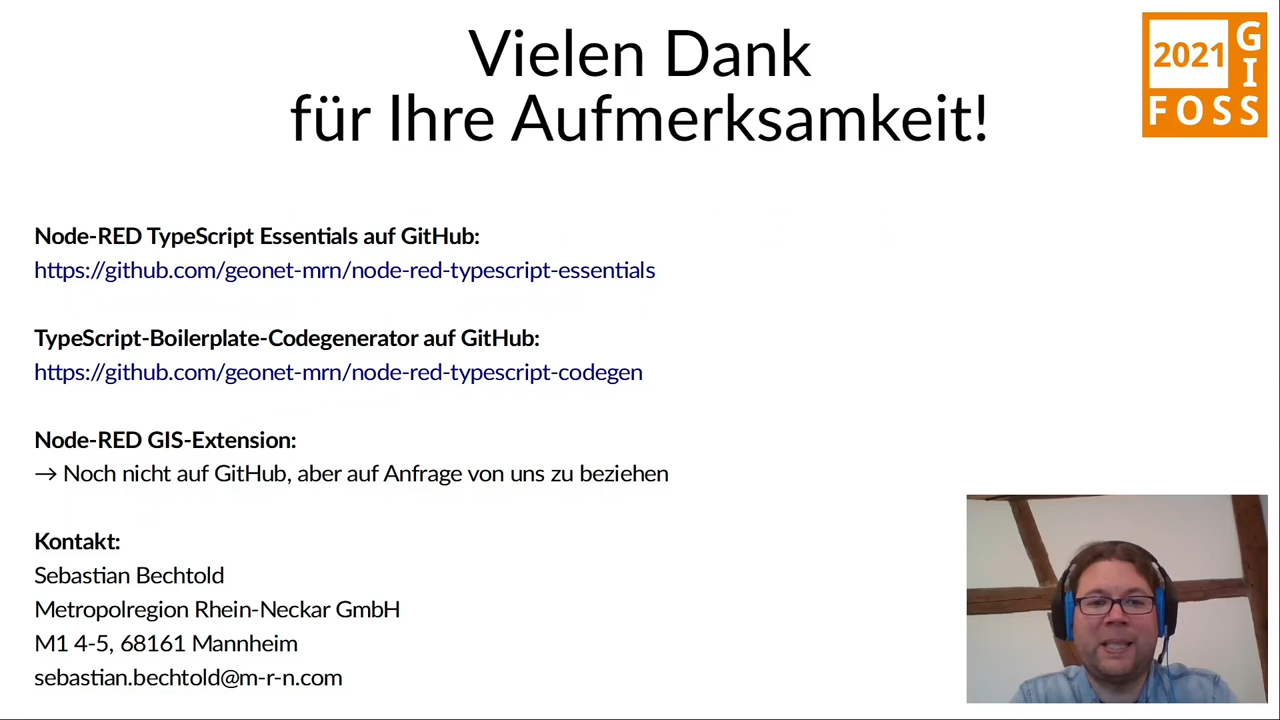 Vielen Dank
für Ihre Aufmerksamkeit!
2021
GIS
FOSS
Node-RED TypeScript Essentials auf GitHub:
https://github.com/geonet-mrn/node-red-typescript-essentials
TypeScript-Boilerplate-Codegenerator auf GitHub:
https://github.com/geonet-mrn/node-red-typescript-codegen
Node-RED GIS-Extension:
→ Noch nicht auf GitHub, aber auf Anfrage von uns zu beziehen
Kontakt:
Sebastian Bechtold
Metropolregion Rhein-Neckar GmbH
M1 4-5, 68161 Mannheim
sebastian.bechtold@m-r-n.com